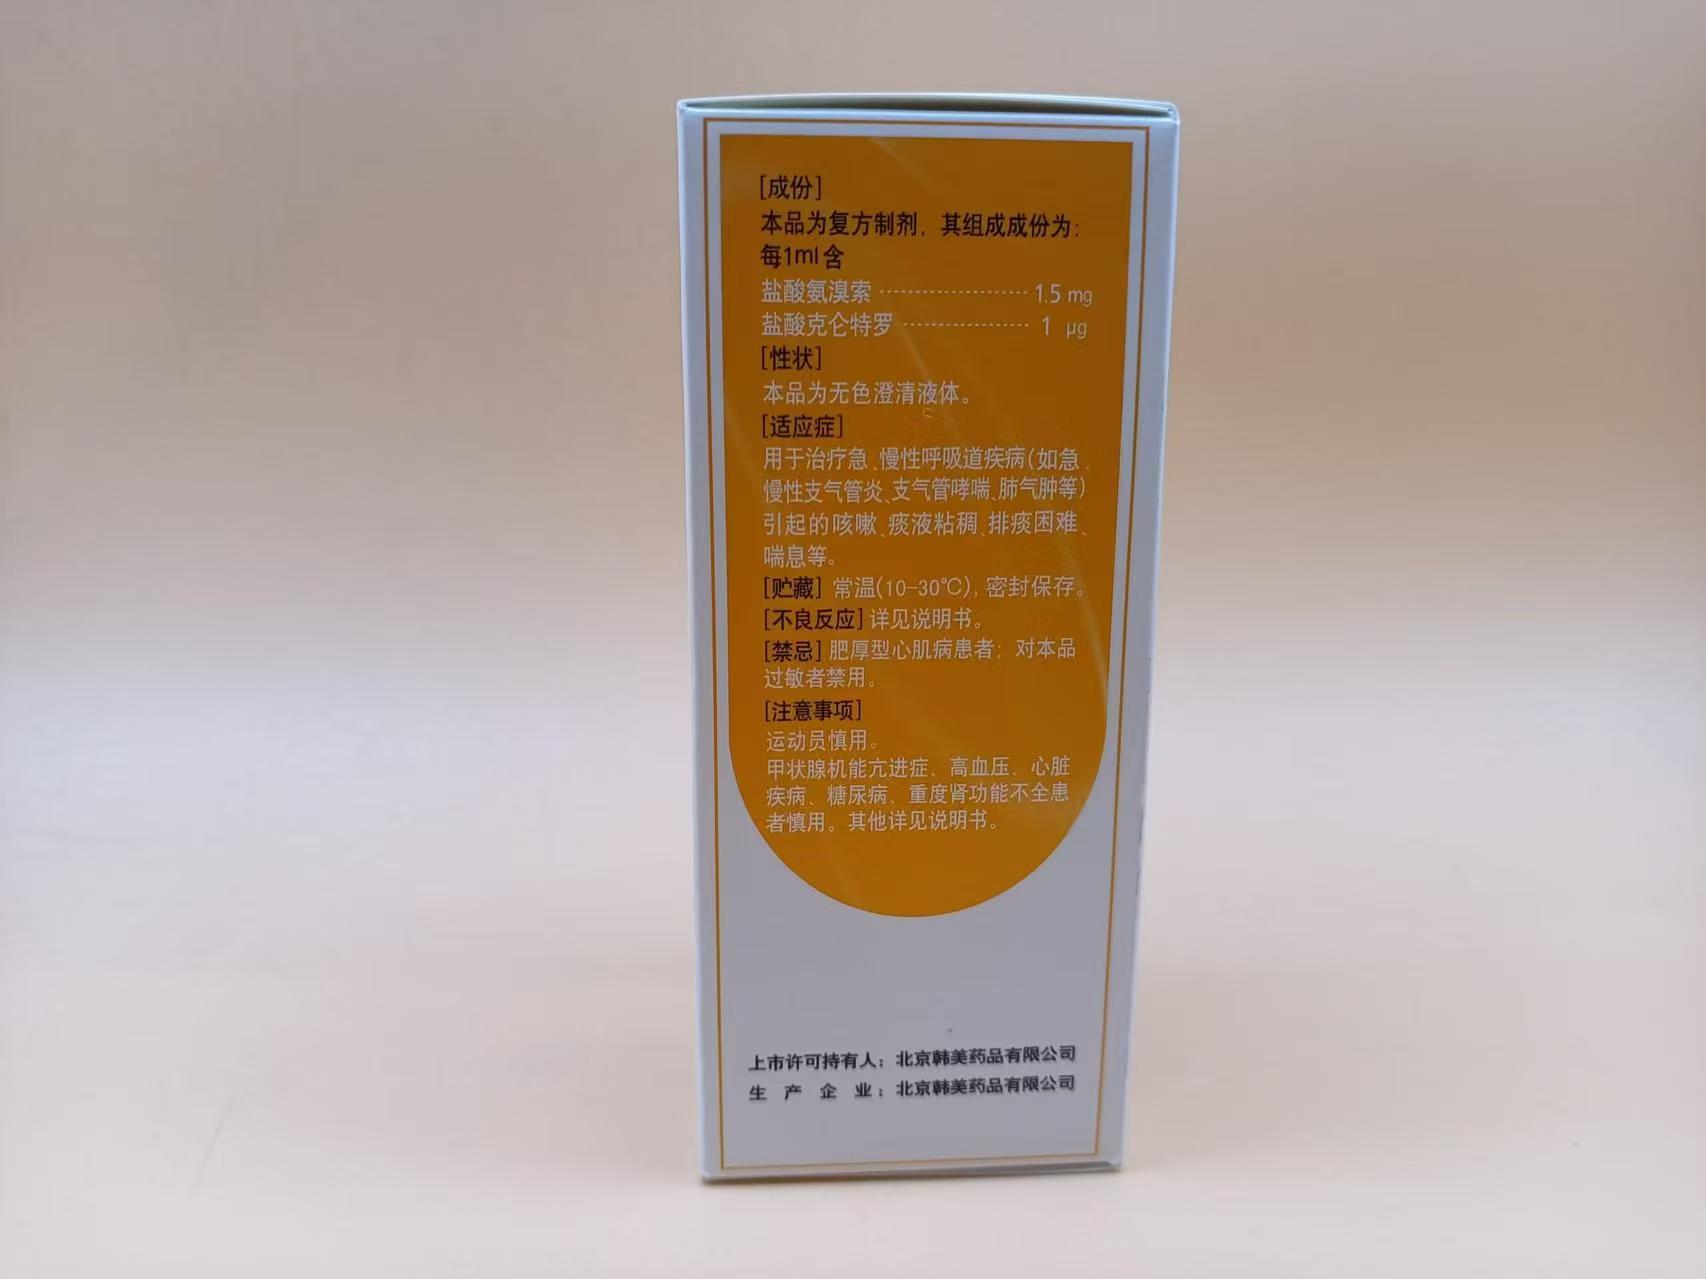 [成份]
本品为复方制剂，其组成成份为：
每1ml含
盐酸氨溴索 ···················· 1.5 mg
盐酸克仑特罗 ················· 1 μg
[性状]
本品为无色澄清液体。
[适应症]
用于治疗急、慢性呼吸道疾病(如急、
慢性支气管炎、支气管哮喘、肺气肿等)
引起的咳嗽、痰液粘稠、排痰困难、
喘息等。
[贮藏] 常温(10-30℃)，密封保存。
[不良反应] 详见说明书。
[禁忌] 肥厚型心肌病患者；对本品
过敏者禁用。
[注意事项]
运动员慎用。
甲状腺机能亢进症、高血压、心脏
疾病、糖尿病、重度肾功能不全患
者慎用。其他详见说明书。
上市许可持有人：北京韩美药品有限公司
生 产 企 业：北京韩美药品有限公司